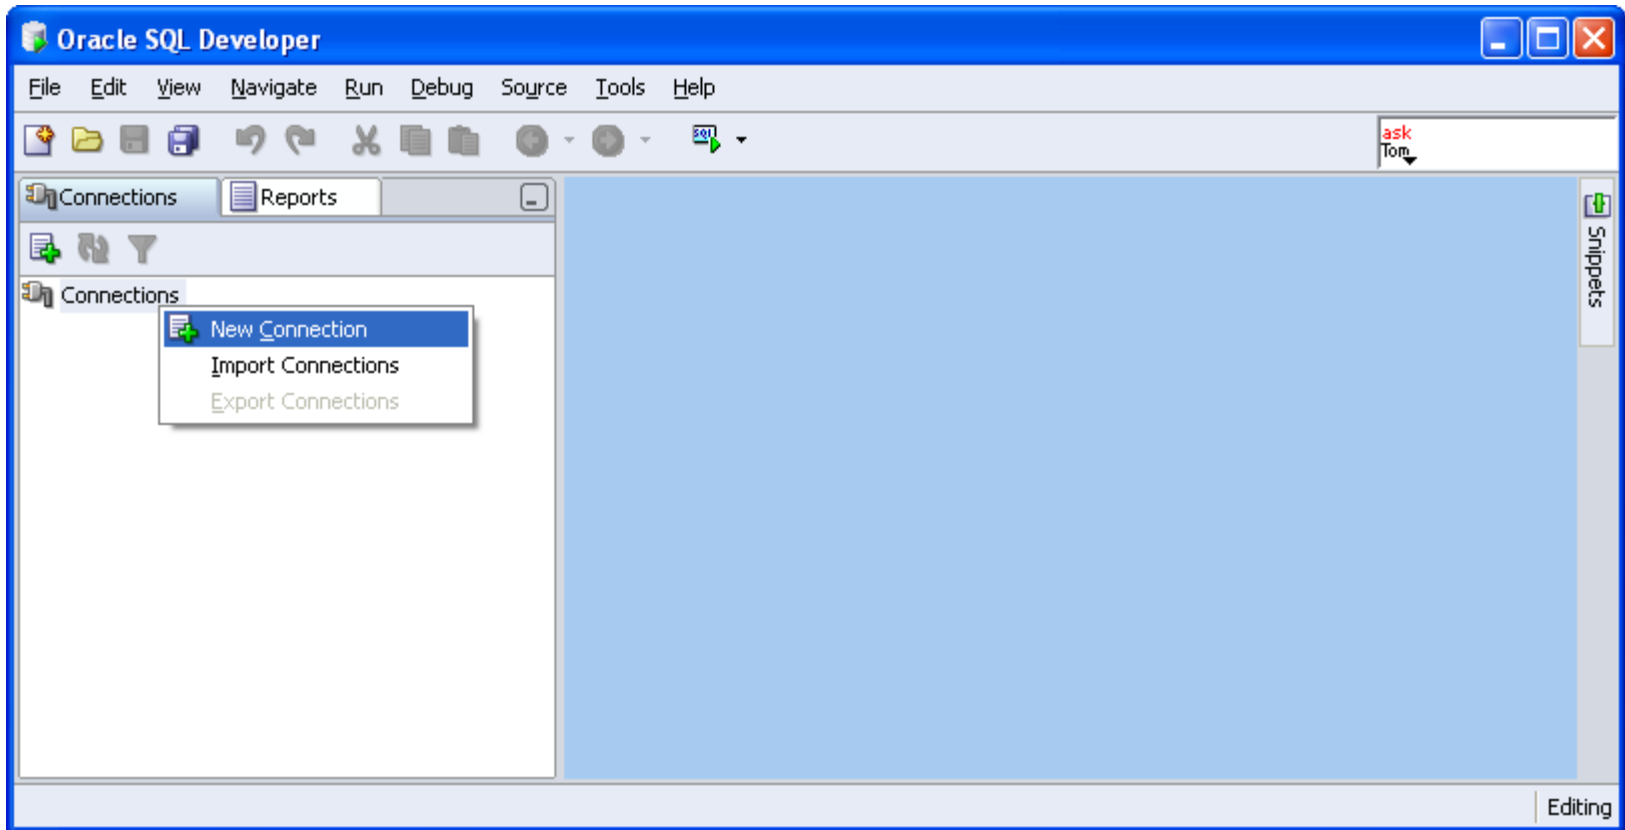 Oracle SQL Developer
File Edit View Navigate Run Debug Source Tools Help
SQL
ask
Tom
Connections Reports
Connections
New Connection
Import Connections
Export Connections
Snippets
Editing